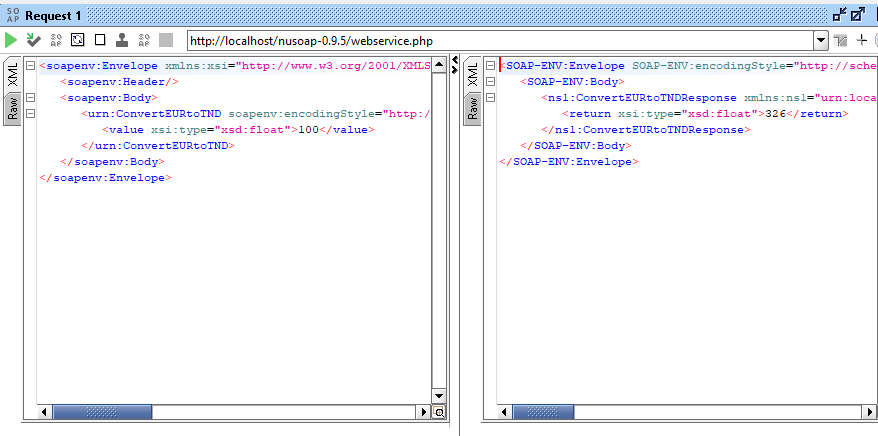 SO AP Request 1
http://localhost/nusoap-0.9.5/webservice.php
XML
Raw
<soapenv:Envelope xmlns:xsi="http://www.w3.org/2001/XMLS
<soapenv:Header/>
<soapenv:Body>
<urn:ConvertEURtoTND soapenv:encodingStyle="http:/
<value xsi:type="xsd:float">100</value>
</urn:ConvertEURtoTND>
</soapenv:Body>
</soapenv:Envelope>
XML
Raw
<SOAP-ENV:Envelope SOAP-ENV:encodingStyle="http://sche
<SOAP-ENV:Body>
<ns1:ConvertEURtoTNDResponse xmlns:ns1="urn:loca
<return xsi:type="xsd:float">326</return>
</ns1:ConvertEURtoTNDResponse>
</SOAP-ENV:Body>
</SOAP-ENV:Envelope>